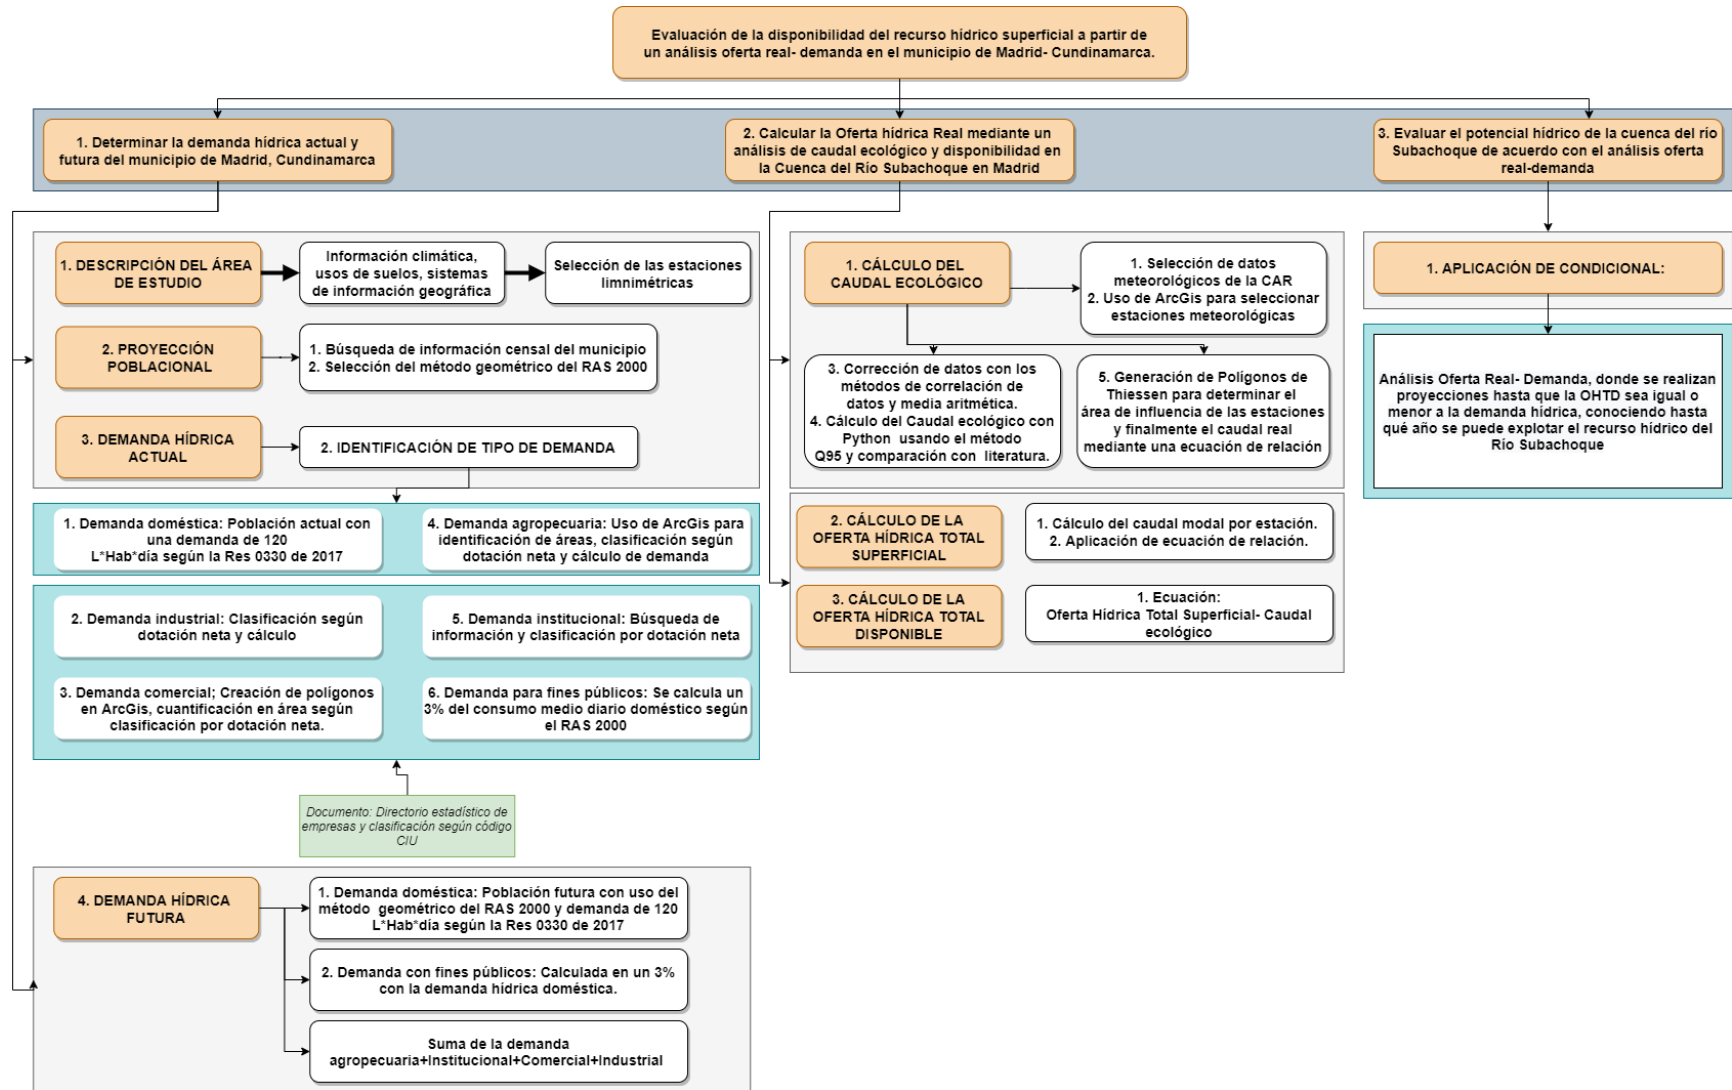 Evaluación de la disponibilidad del recurso hídrico superficial a partir de
un análisis oferta real- demanda en el municipio de Madrid- Cundinamarca.
1. Determinar la demanda hídrica actual y
futura del municipio de Madrid, Cundinamarca
2. Calcular la Oferta hídrica Real mediante un
análisis de caudal ecológico y disponibilidad en
la Cuenca del Río Subachoque en Madrid
3. Evaluar el potencial hídrico de la cuenca del río
Subachoque de acuerdo con el análisis oferta
real-demanda
1. DESCRIPCIÓN DEL ÁREA
DE ESTUDIO
Información climática,
usos de suelos, sistemas
de información geográfica
Selección de las estaciones
limnimétricas
2. PROYECCIÓN
POBLACIONAL
1. Búsqueda de información censal del municipio
2. Selección del método geométrico del RAS 2000
3. DEMANDA HÍDRICA
ACTUAL
2. IDENTIFICACIÓN DE TIPO DE DEMANDA
1. Demanda doméstica: Población actual con
una demanda de 120
L*Hab*día según la Res 0330 de 2017
4. Demanda agropecuaria: Uso de ArcGis para
identificación de áreas, clasificación según
dotación neta y cálculo de demanda
2. Demanda industrial: Clasificación según
dotación neta y cálculo
5. Demanda institucional: Búsqueda de
información y clasificación por dotación neta
3. Demanda comercial; Creación de polígonos
en ArcGis, cuantificación en área según
clasificación por dotación neta.
6. Demanda para fines públicos: Se calcula un
3% del consumo medio diario doméstico según
el RAS 2000
Documento: Directorio estadístico de
empresas y clasificación según código
CIU
4. DEMANDA HÍDRICA
FUTURA
1. Demanda doméstica: Población futura con uso del
método geométrico del RAS 2000 y demanda de 120
L*Hab*día según la Res 0330 de 2017
2. Demanda con fines públicos: Calculada en un 3%
con la demanda hídrica doméstica.
Suma de la demanda
agropecuaria+Institucional+Comercial+Industrial
1. CÁLCULO DEL
CAUDAL ECOLÓGICO
1. Selección de datos
meteorológicos de la CAR
2. Uso de ArcGis para seleccionar
estaciones meteorológicas
3. Corrección de datos con los
métodos de correlación de
datos y media aritmética.
4. Cálculo del Caudal ecológico con
Python usando el método
Q95 y comparación con literatura.
5. Generación de Polígonos de
Thiessen para determinar el
área de influencia de las estaciones
y finalmente el caudal real
mediante una ecuación de relación
2. CÁLCULO DE LA
OFERTA HÍDRICA TOTAL
SUPERFICIAL
1. Cálculo del caudal modal por estación.
2. Aplicación de ecuación de relación.
3. CÁLCULO DE LA
OFERTA HÍDRICA TOTAL
DISPONIBLE
1. Ecuación:
Oferta Hídrica Total Superficial- Caudal
ecológico
1. APLICACIÓN DE CONDICIONAL:
Análisis Oferta Real- Demanda, donde se realizan
proyecciones hasta que la OHTD sea igual o
menor a la demanda hídrica, conociendo hasta
qué año se puede explotar el recurso hídrico del
Río Subachoque